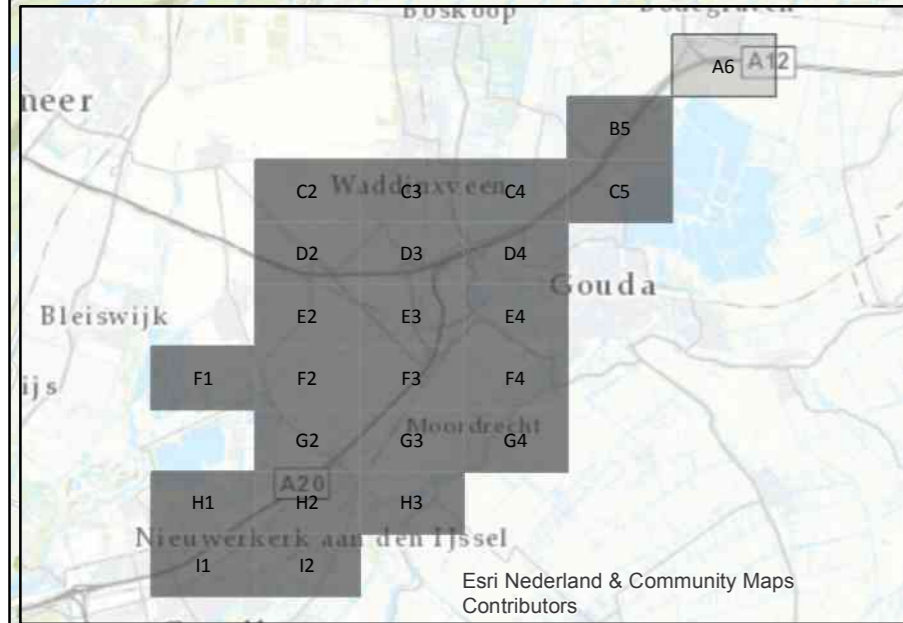 Boskoop
A6
A12
B5
C2
Waddinxveen
C3
C4
C5
D2
D3
D4
Gouda
Bleiswijk
E2
E3
E4
F1
F2
F3
F4
Moordrecht
G2
G3
G4
A20
H1
H2
H3
Nieuwerkerk aan den IJssel
I1
I2
Esri Nederland & Community Maps
Contributors